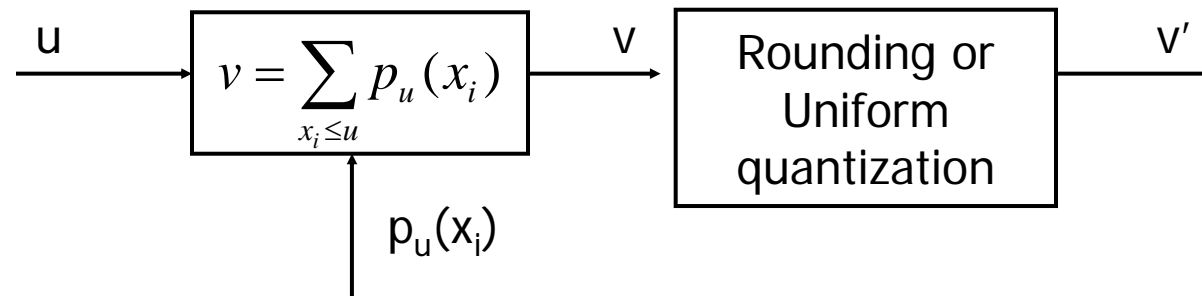 u
v = ∑ p_u(x_i)
x_i ≤ u
v
Rounding or
Uniform
quantization
v’
p_u(x_i)